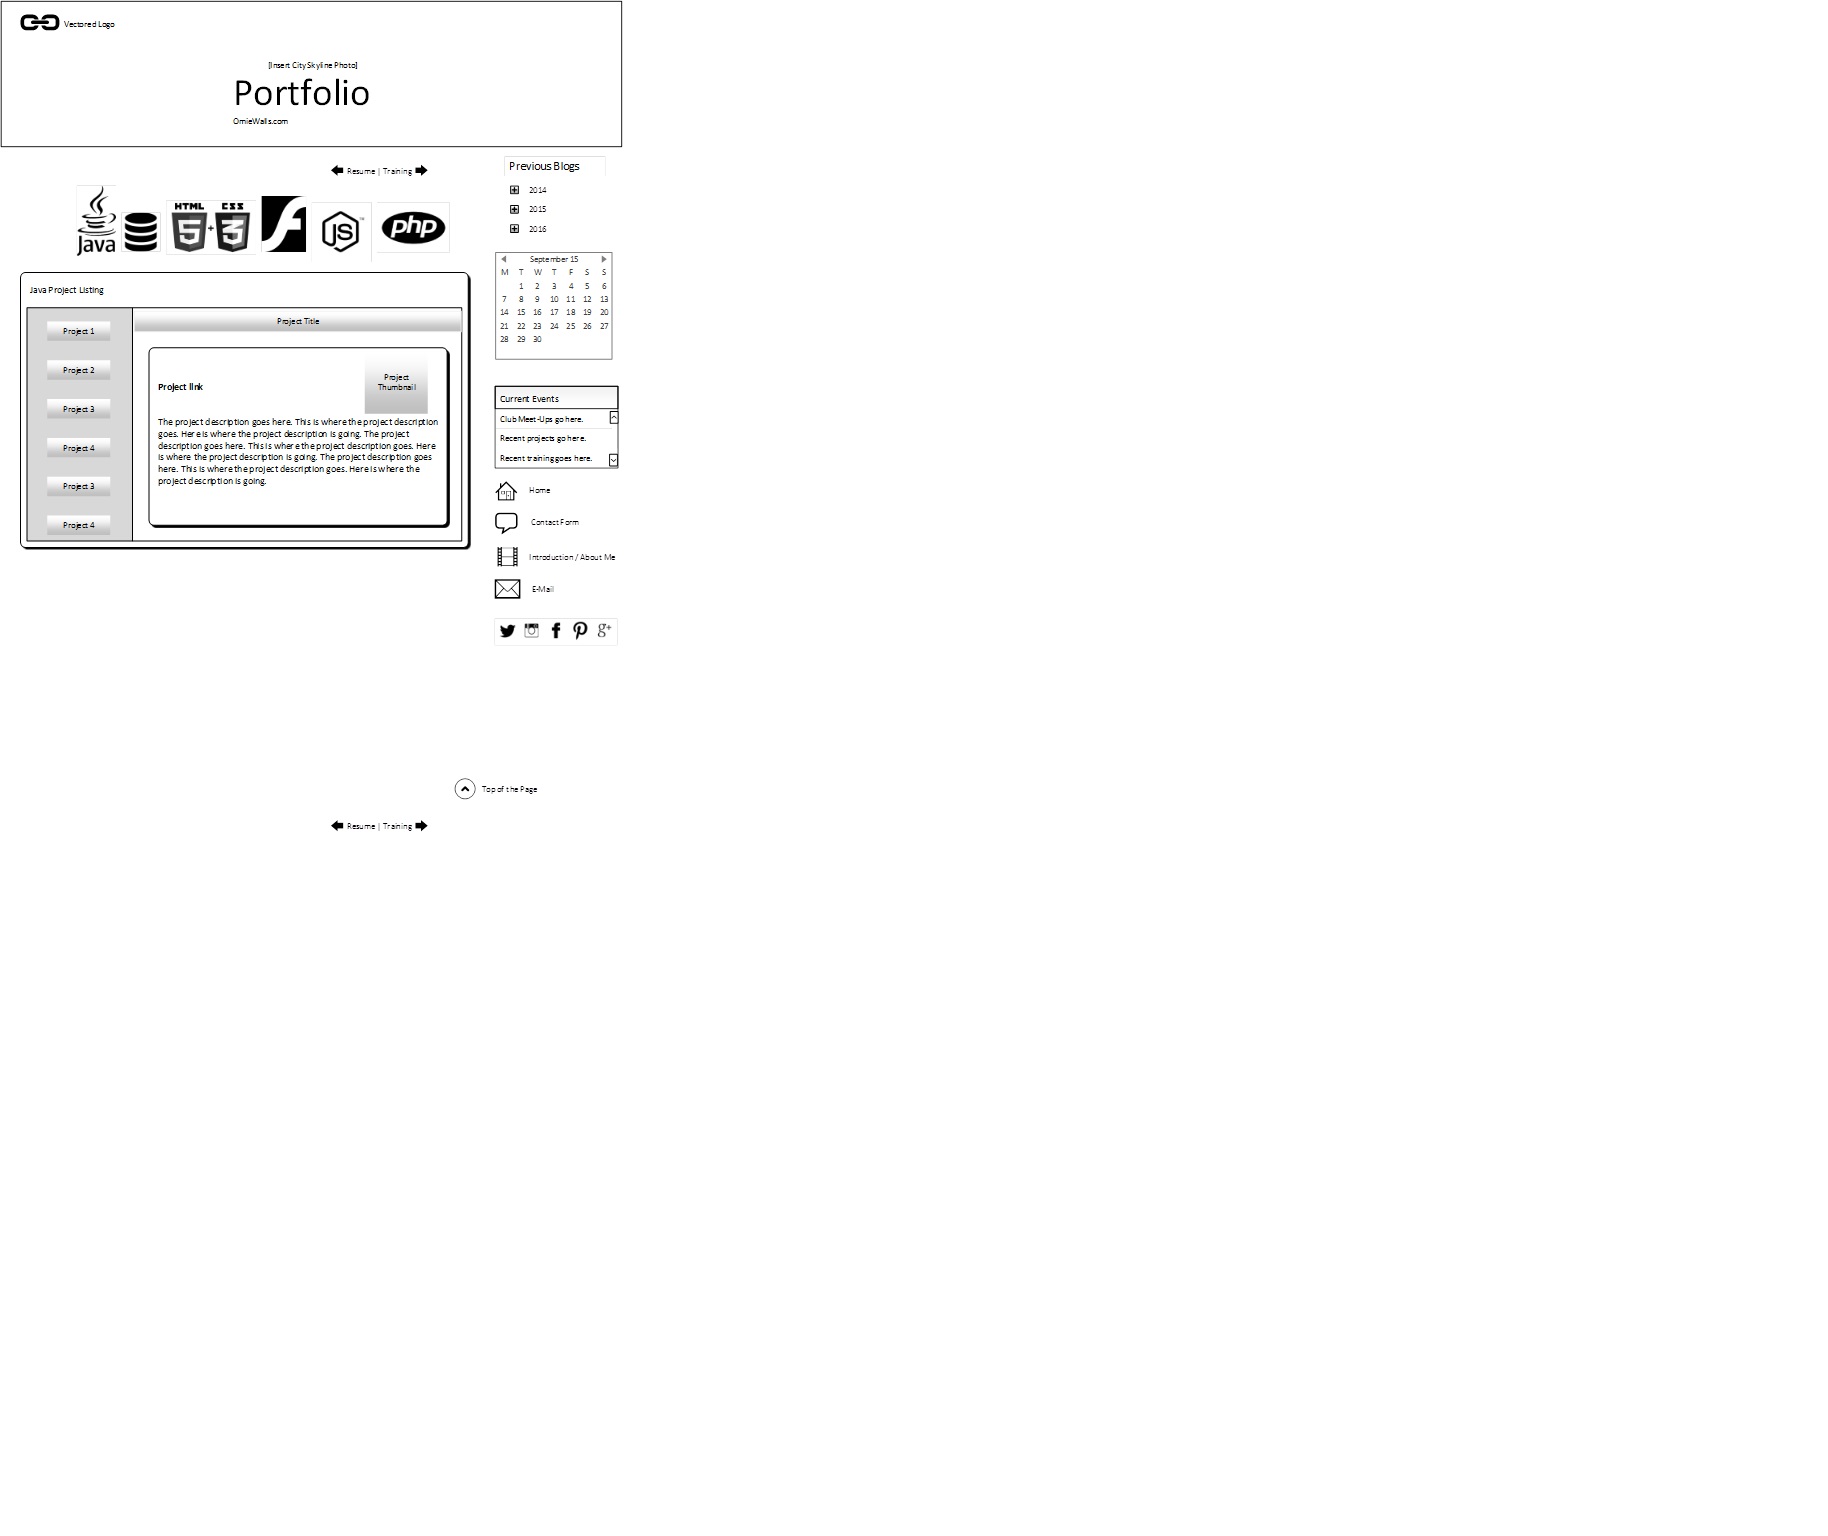 Vectored Logo
[Insert City Skyline Photo]
Portfolio
OmieWalls.com
Resume | Training
Java
HTML CSS
5 + 3
JS
php
Java Project Listing
Project 1
Project 2
Project 3
Project 4
Project 3
Project 4
Project Title
Project link
Project
Thumbnail
The project description goes here. This is where the project description
goes. Here is where the project description is going. The project
description goes here. This is where the project description goes. Here
is where the project description is going. The project description goes
here. This is where the project description goes. Here is where the
project description is going.
Previous Blogs
2014
2015
2016
September 15
M T W T F S S
1 2 3 4 5 6
7 8 9 10 11 12 13
14 15 16 17 18 19 20
21 22 23 24 25 26 27
28 29 30
Current Events
Club Meet-Ups go here.
Recent projects go here.
Recent training goes here.
Home
Contact Form
Introduction / About Me
E-Mail
g+
Top of the Page
Resume | Training